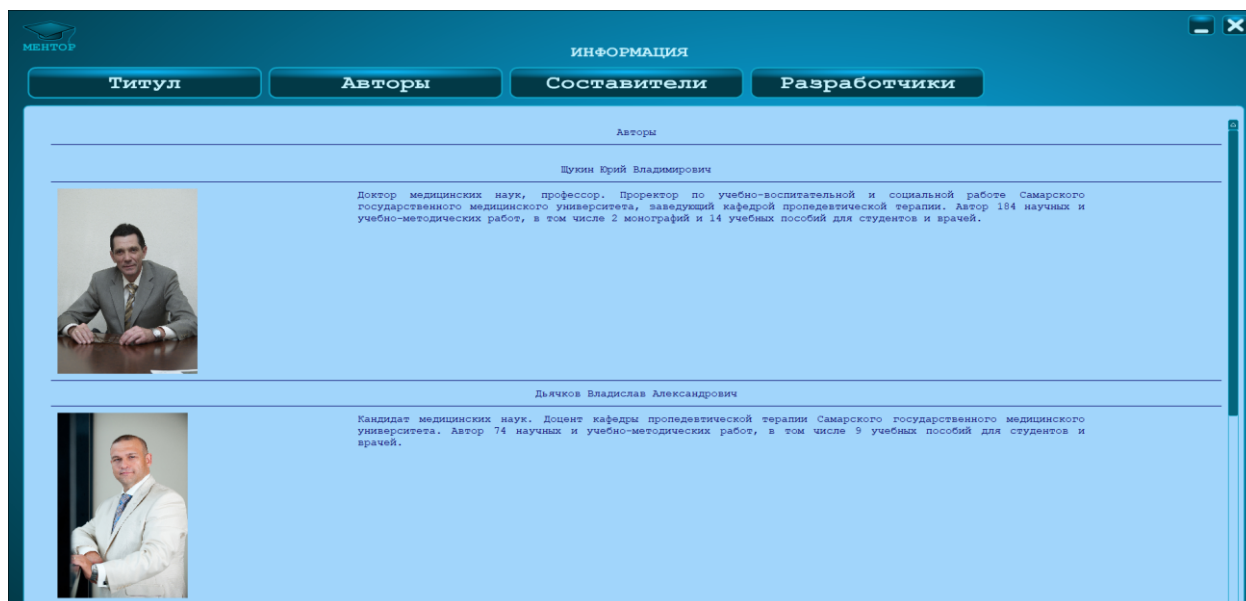 МЕНТОР
ИНФОРМАЦИЯ
Титул
Авторы
Составители
Разработчики
Авторы
Щукин Юрий Владимирович
Доктор медицинских наук, профессор. Проректор по учебно-воспитательной и социальной работе Самарского
государственного медицинского университета, заведующий кафедрой пропедевтической терапии. Автор 184 научных и
учебно-методических работ, в том числе 2 монографий и 14 учебных пособий для студентов и врачей.
Дьячков Владислав Александрович
Кандидат медицинских наук. Доцент кафедры пропедевтической терапии Самарского государственного медицинского
университета. Автор 74 научных и учебно-методических работ, в том числе 9 учебных пособий для студентов и
врачей.